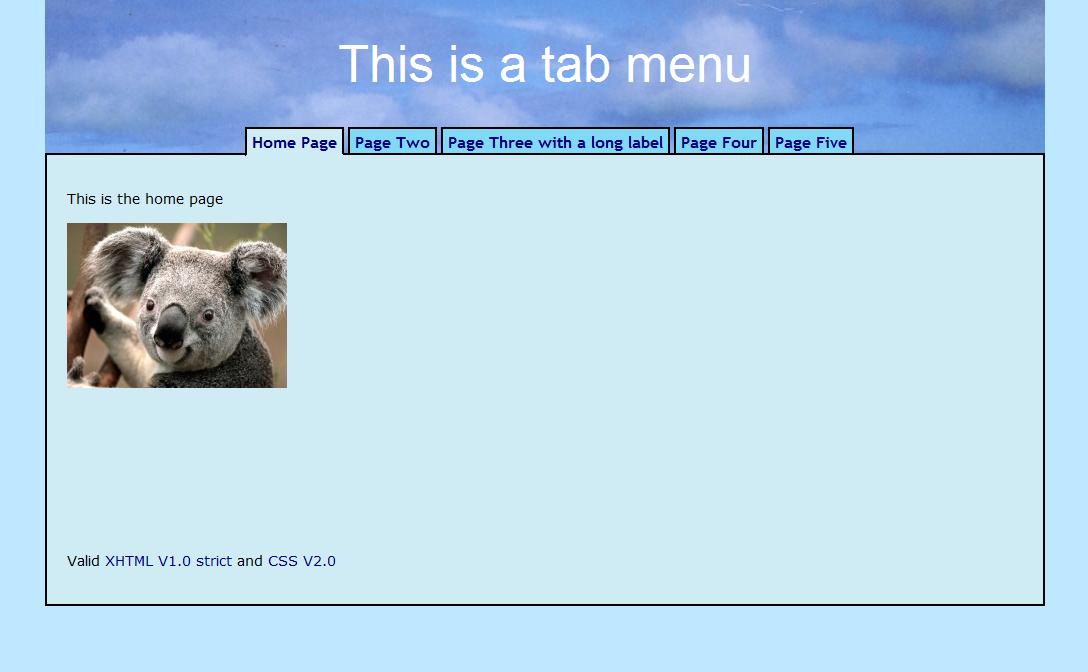 This is a tab menu
Home Page Page Two Page Three with a long label Page Four Page Five
This is the home page
Valid XHTML V1.0 strict and CSS V2.0